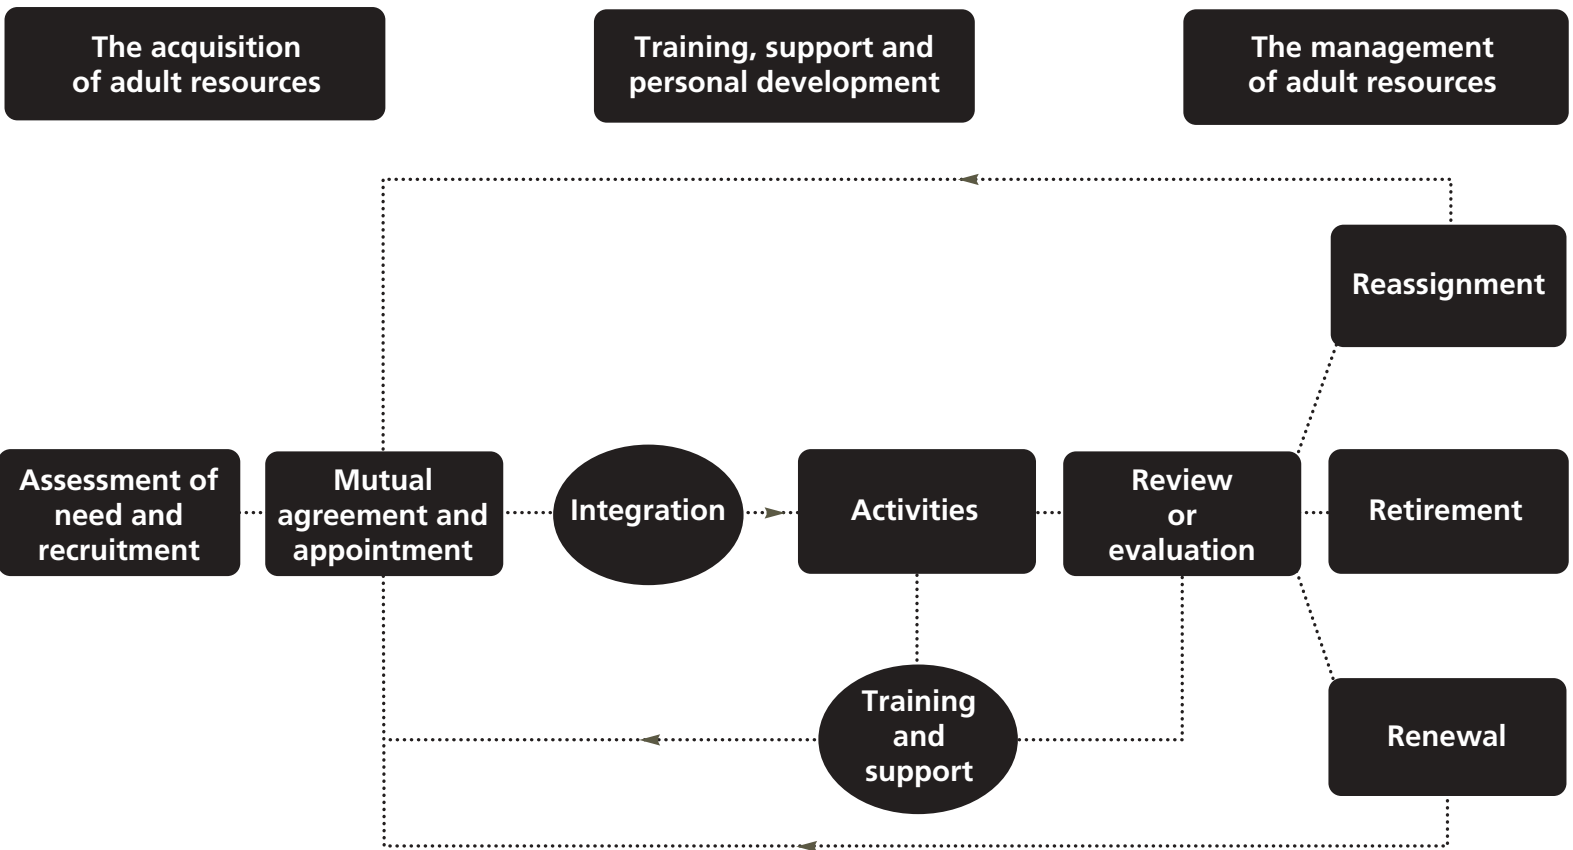 The acquisition
of adult resources
Training, support and
personal development
The management
of adult resources
Reassignment
Assessment of
need and
recruitment
Mutual
agreement and
appointment
Integration
Activities
Review
or
evaluation
Retirement
Training
and
support
Renewal